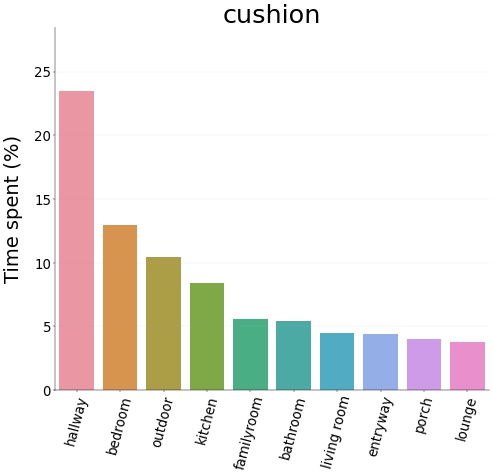 cushion
Time spent (%)
25
20
15
10
5
0
hallway
bedroom
outdoor
kitchen
familyroom
bathroom
living room
entryway
porch
lounge